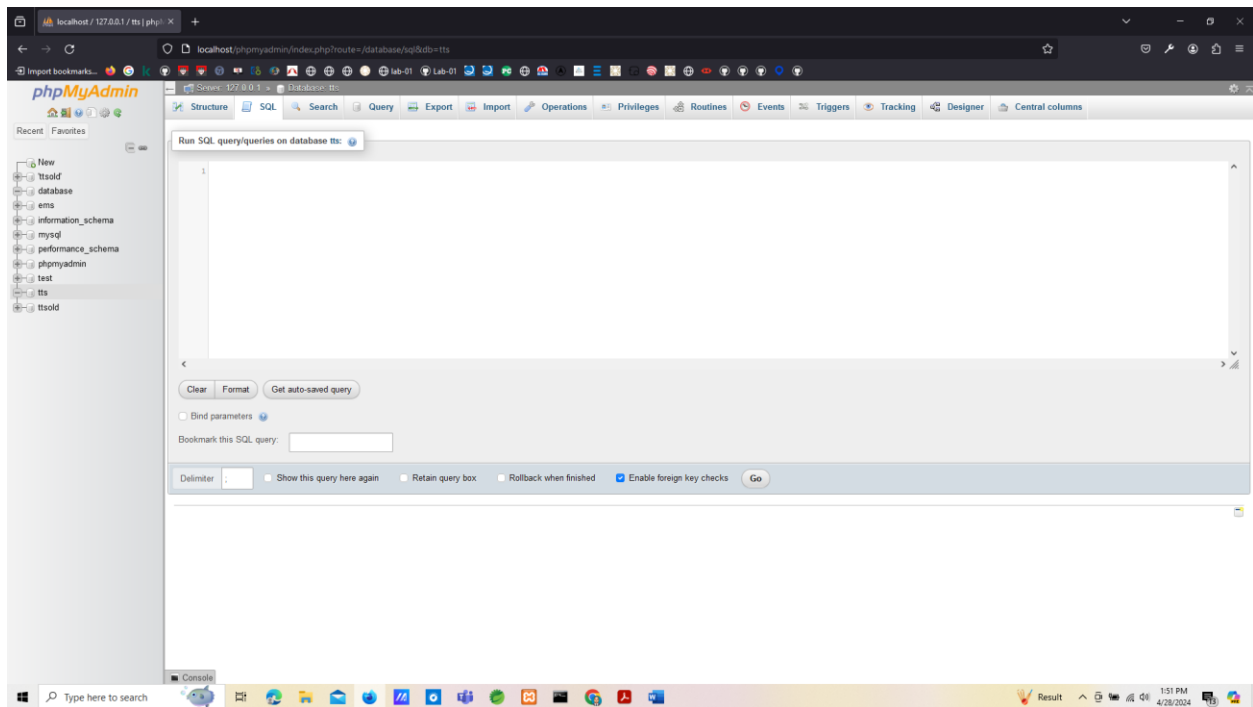 localhost / 127.0.0.1 / tts | php
localhost/phpmyadmin/index.php?route=/database/sql&db=tts
Import bookmarks...
lab-01
Lab-01
phpMyAdmin
Server: 127.0.0.1 » Database: tts
Structure SQL Search Query Export Import Operations Privileges Routines Events Triggers Tracking Designer Central columns
Recent Favorites
Run SQL query/queries on database tts:
New
'ttsold'
database
ems
information_schema
mysql
performance_schema
phpmyadmin
test
tts
ttsold
1
Clear Format Get auto-saved query
Bind parameters
Bookmark this SQL query:
Delimiter ; Show this query here again Retain query box Rollback when finished Enable foreign key checks Go
Console
Type here to search
Result
1:51 PM
4/28/2024